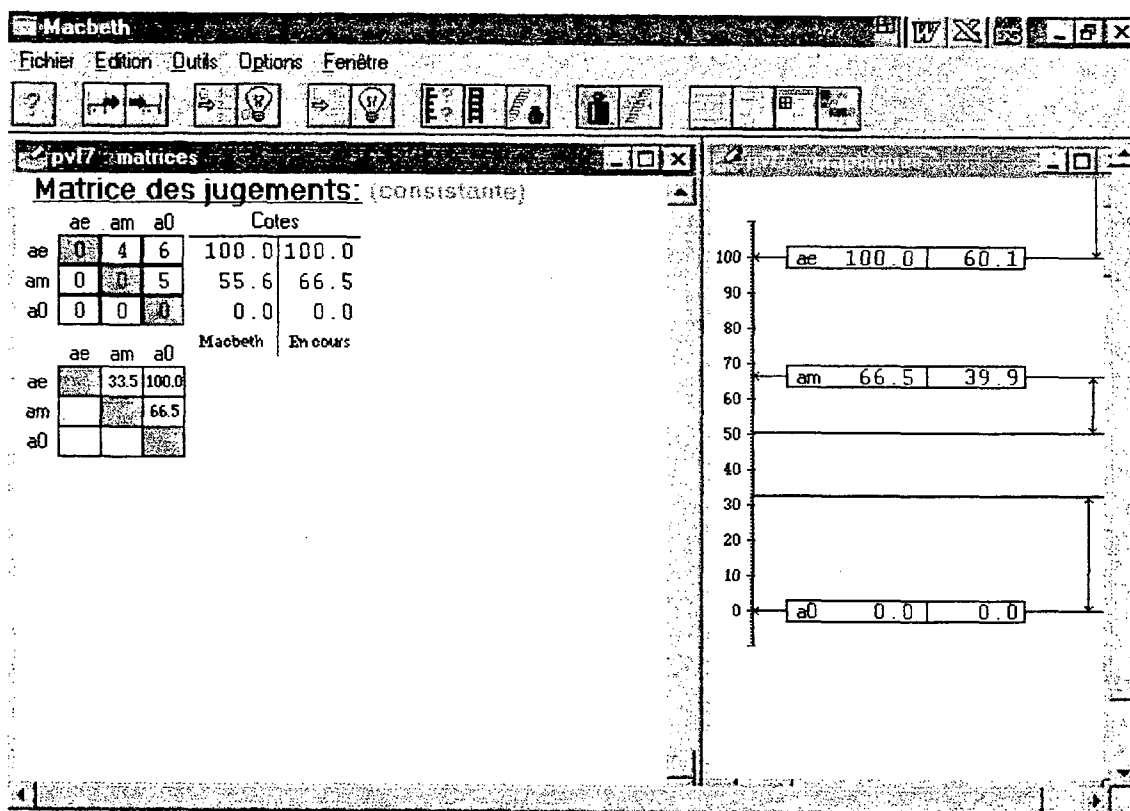 Macbeth
Fichier Edition Outils Options Fenêtre
pvf7 : matrices
Matrice des jugements: (consistante)
ae am a0 Cotes
ae 0 4 6 100.0 100.0
am 0 0 5 55.6 66.5
a0 0 0 0 0.0 0.0
Macbeth En cours
ae am a0
ae 33.5 100.0
am 66.5
a0
100 ae 100.0 60.1
90
80
70
am 66.5 39.9
60
50
40
30
20
10
0 a0 0.0 0.0